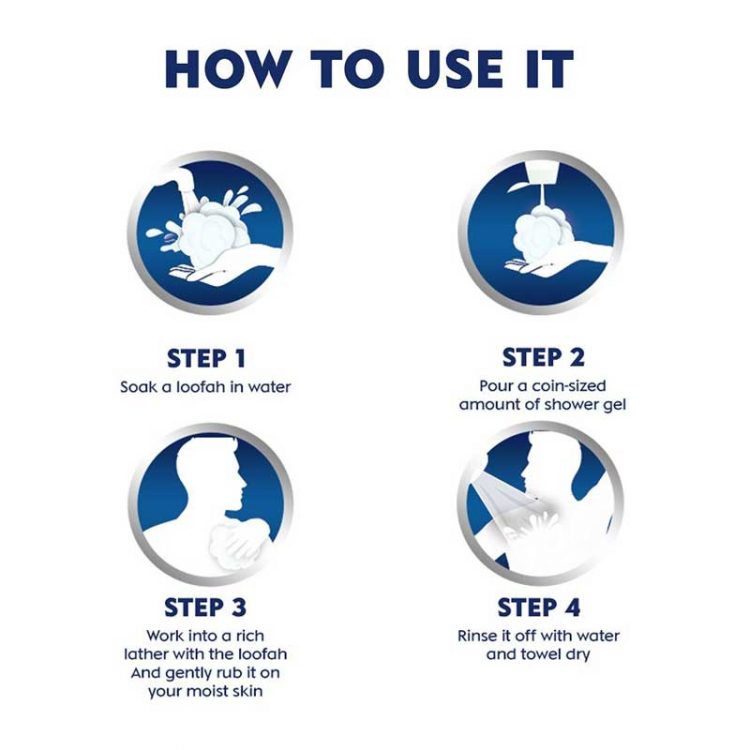 HOW TO USE IT
STEP 1
Soak a loofah in water
STEP 2
Pour a coin-sized
amount of shower gel
STEP 3
Work into a rich
lather with the loofah
And gently rub it on
your moist skin
STEP 4
Rinse it off with water
and towel dry